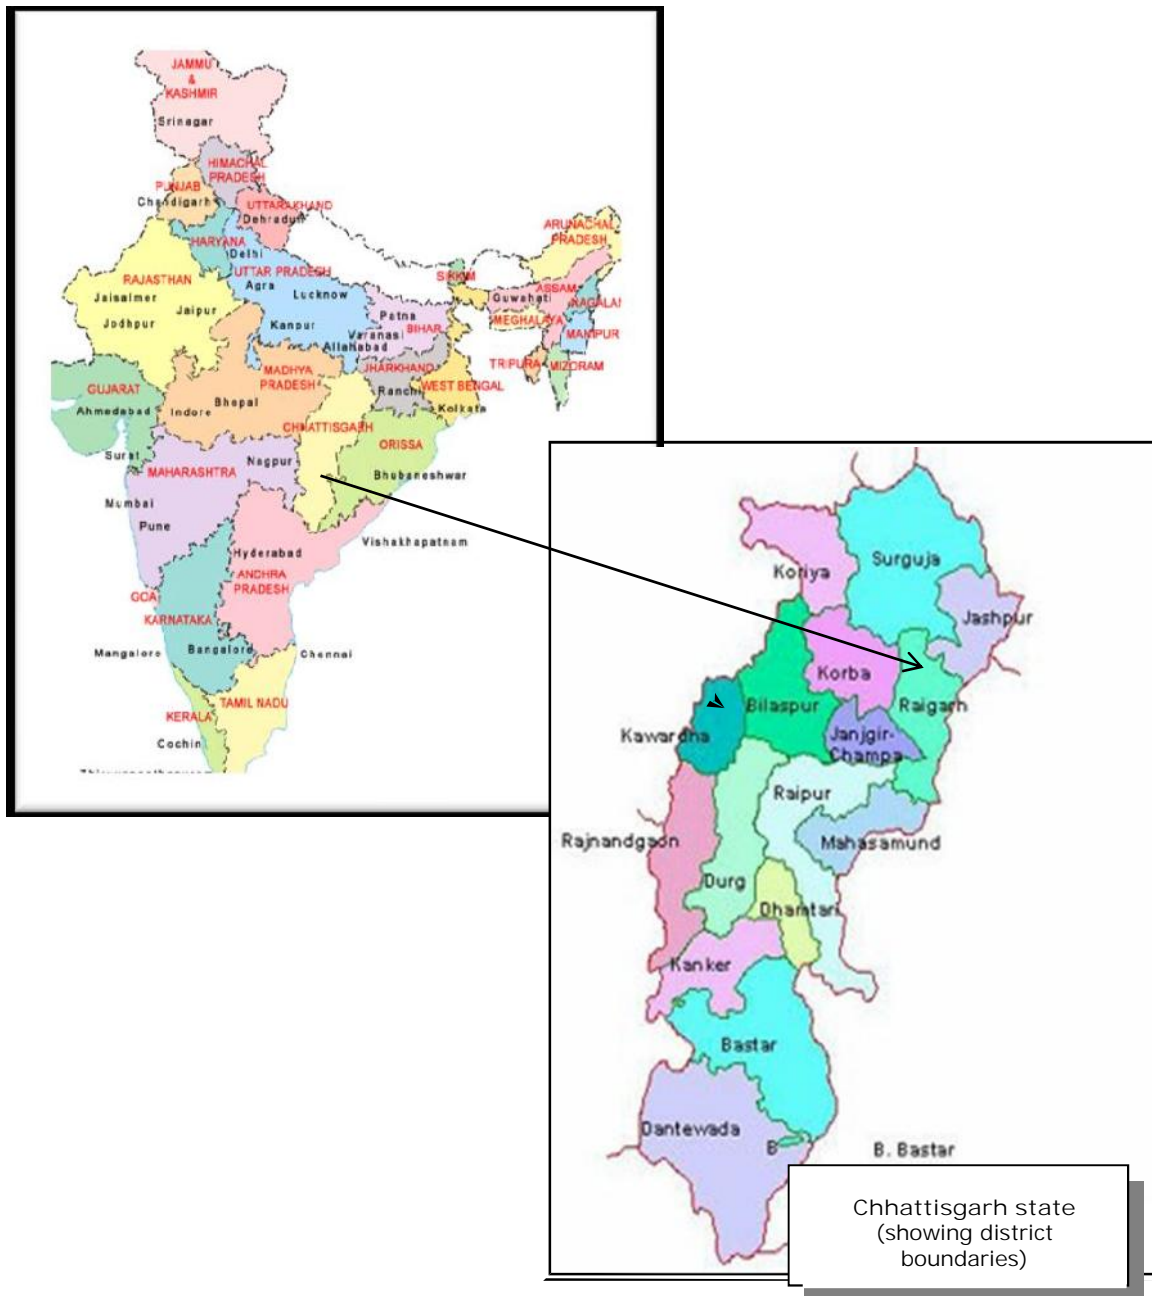 JAMMU
&
KASHMIR
Srinagar
HIMACHAL
PRADESH
PUNJAB
Chandigarh
UTTARAKHAND
Dehradun
HARYANA
Delhi
ARUNACHAL
PRADESH
RAJASTHAN
UTTAR PRADESH
Agra
SIKKIM
ASSAM
Jaisalmer
Lucknow
Guwahati
NAGALA
Jaipur
Jodhpur
Kanpur
Patna
BIHAR
MEGHALAYA
Varanasi
MANIPUR
Allahabad
MADHYA
PRADESH
JHARKHAND
TRIPURA
MIZORAM
GUJARAT
Ranchi
WEST BENGAL
Ahmedabad
Indore
Bhopal
Kolkata
CHHATTISGARH
ORISSA
Surat
MAHARASHTRA
Nagpur
Bhubaneshwar
Mumbai
Pune
Vishakhapatnam
Hyderabad
ANDHRA
PRADESH
GOA
KARNATAKA
Mangalore
Bangalore
Chennai
TAMIL NADU
KERALA
Cochin
Koriya
Surguja
Jashpur
Korba
Bilaspur
Raigarh
Kawardha
Janjgir-
Champa
Raipur
Rajnandgaon
Mahasamund
Durg
Dhamtari
Kanker
Bastar
Dantewada
B
B. Bastar
Chhattisgarh state
(showing district
boundaries)